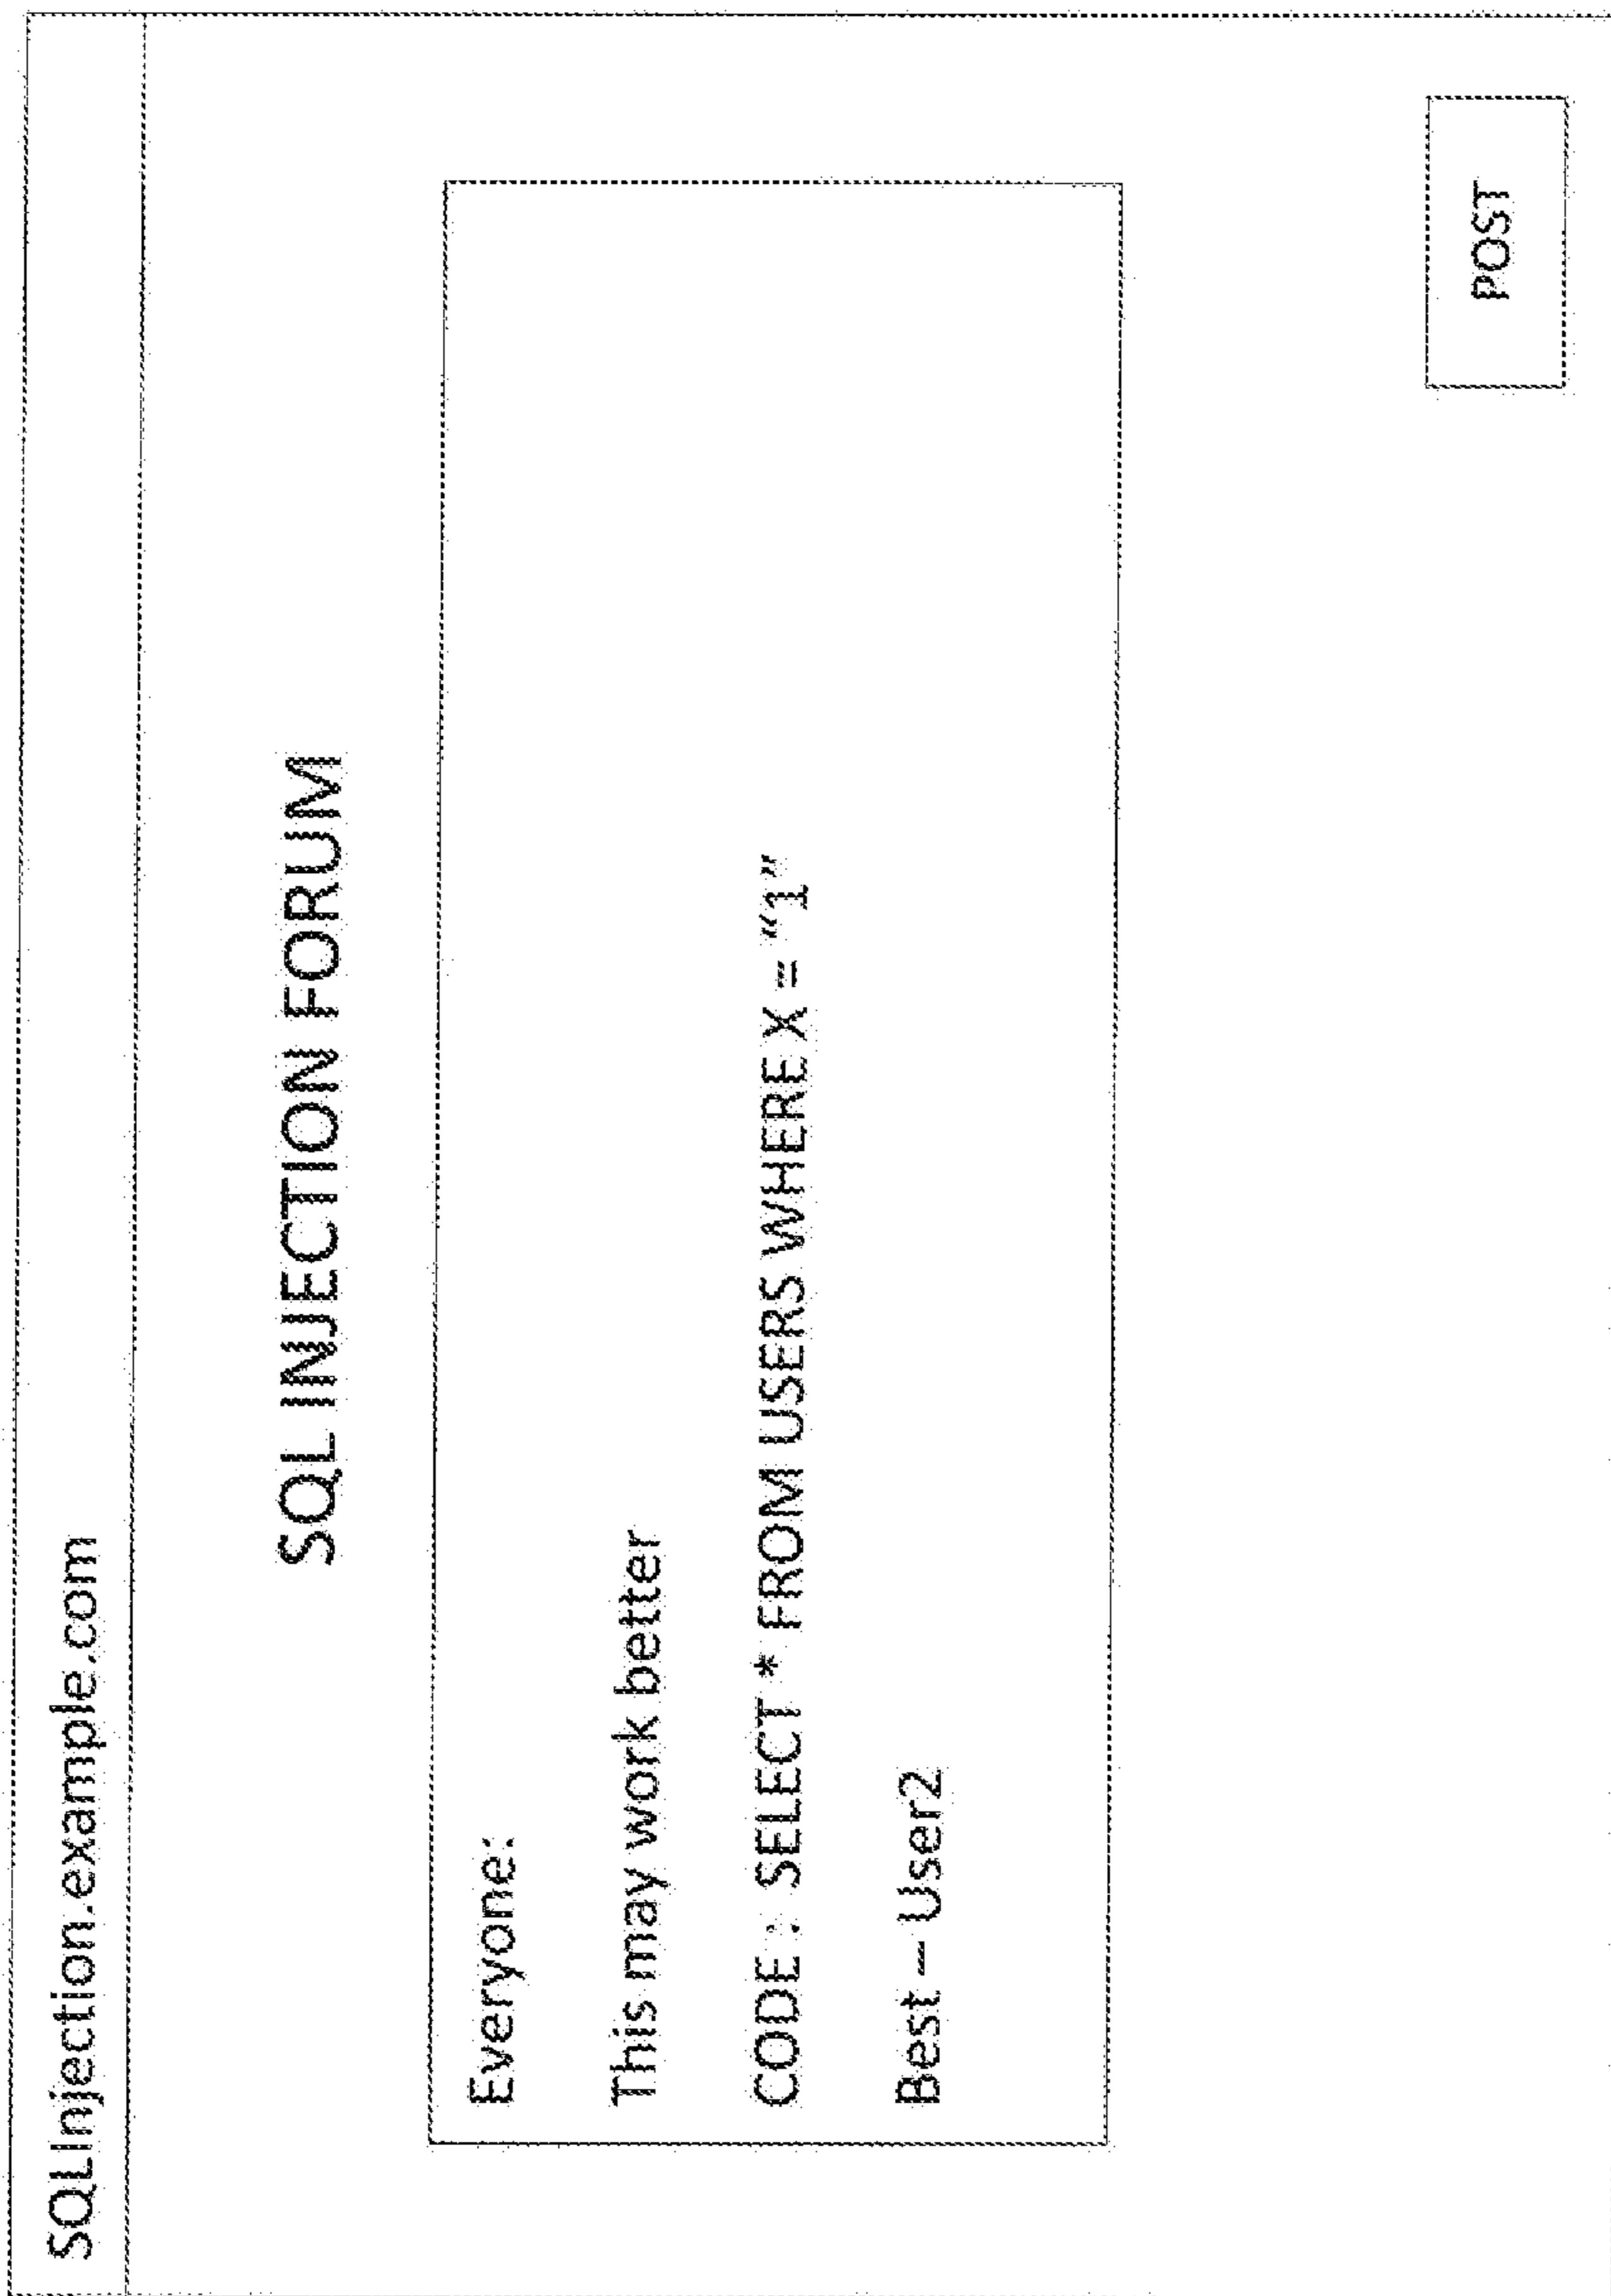 SQLInjection.example.com
SQL INJECTION FORUM
Everyone:
This may work better
CODE : SELECT * FROM USERS WHERE X = “1”
Best – User2
POST